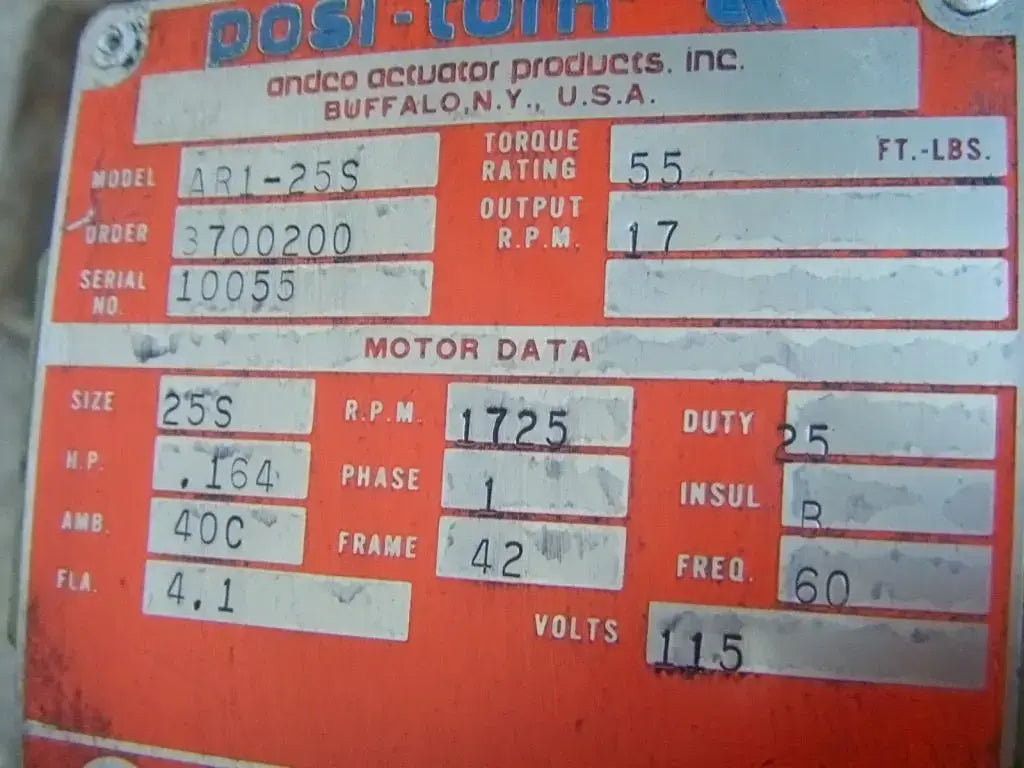 posi-turn
andco actuator products, inc.
BUFFALO, N.Y., U.S.A.
MODEL AR1-25S
TORQUE RATING 55 FT.-LBS.
ORDER 3700200
OUTPUT R.P.M. 17
SERIAL NO. 10055
MOTOR DATA
SIZE 25S R.P.M. 1725 DUTY 25
H.P. .164 PHASE 1 INSUL B
AMB. 40C FRAME 42 FREQ. 60
FLA. 4.1 VOLTS 115